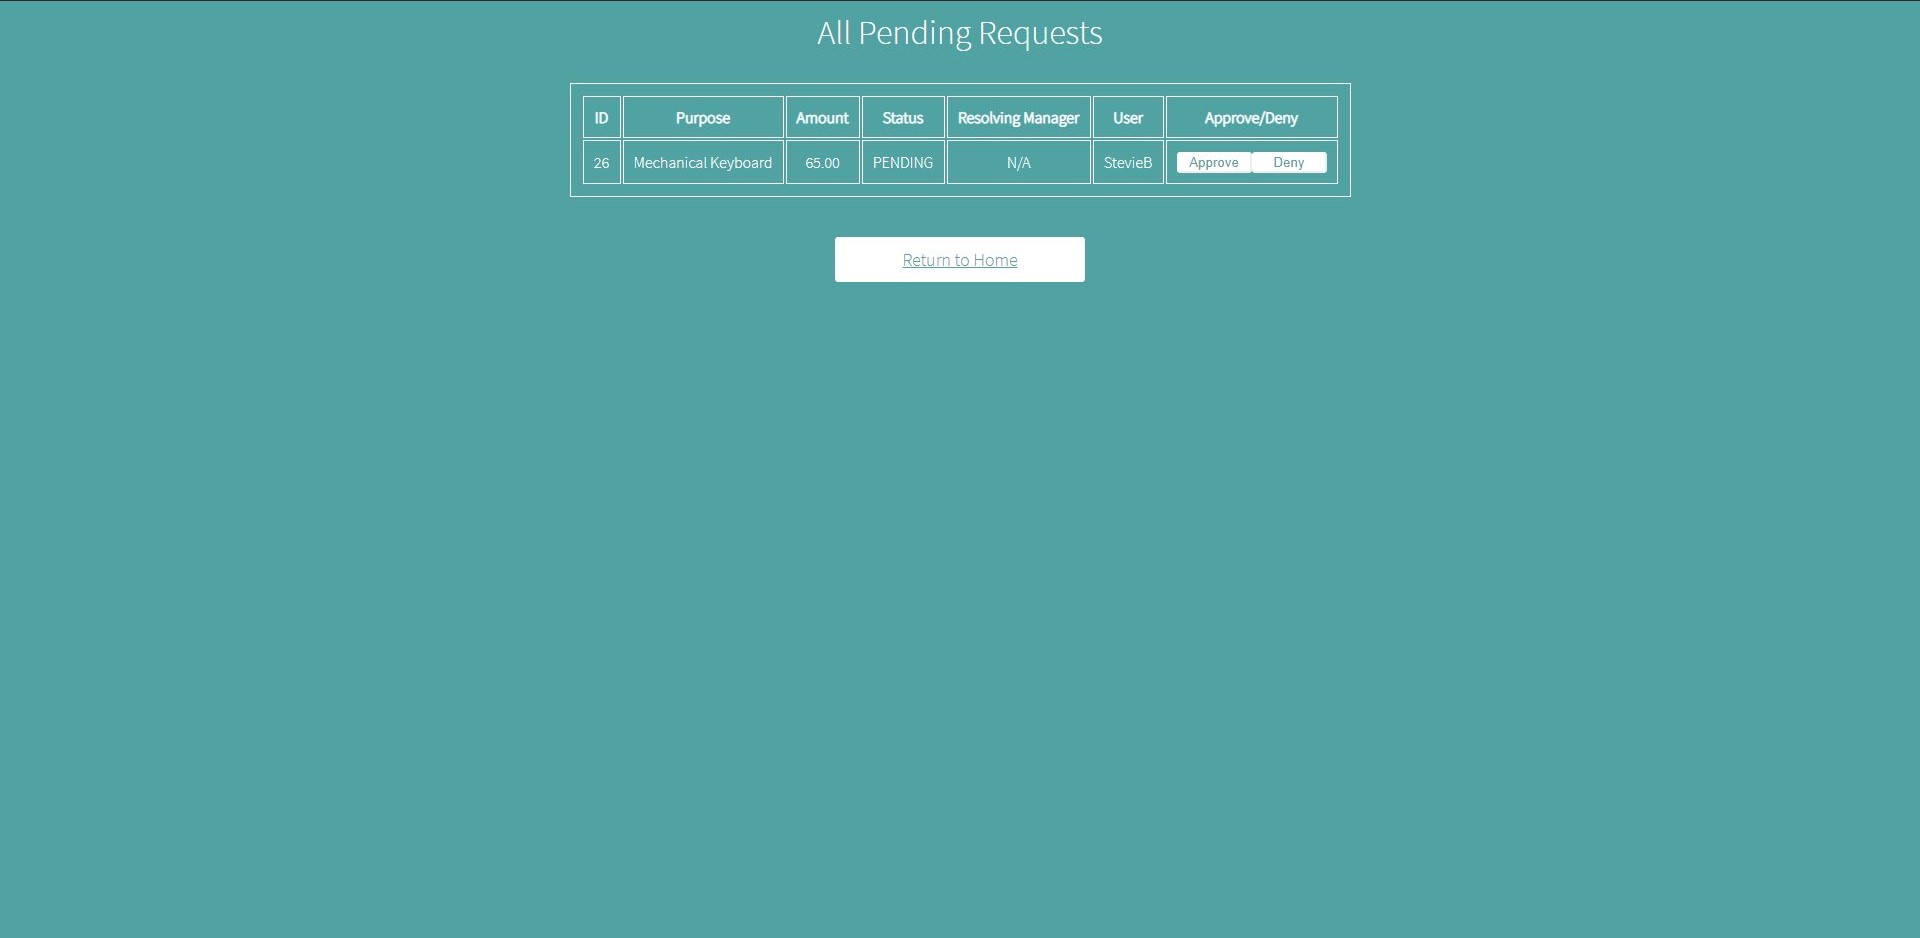 All Pending Requests
ID Purpose Amount Status Resolving Manager User Approve/Deny
26 Mechanical Keyboard 65.00 PENDING N/A StevieB Approve Deny
Return to Home